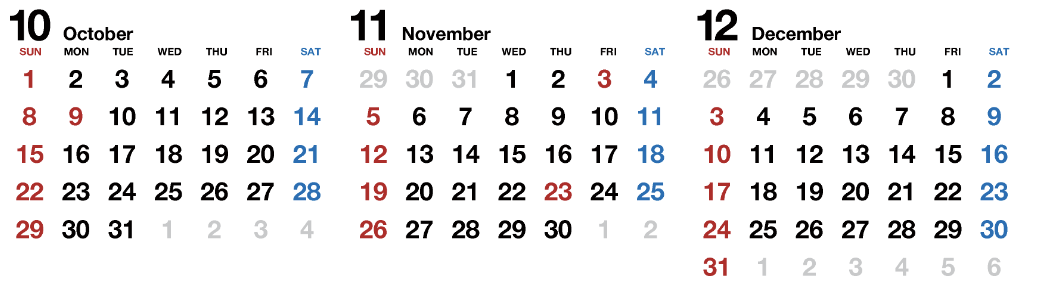 10 October
SUN MON TUE WED THU FRI SAT
1 2 3 4 5 6 7
8 9 10 11 12 13 14
15 16 17 18 19 20 21
22 23 24 25 26 27 28
29 30 31 1 2 3 4
11 November
SUN MON TUE WED THU FRI SAT
29 30 31 1 2 3 4
5 6 7 8 9 10 11
12 13 14 15 16 17 18
19 20 21 22 23 24 25
26 27 28 29 30 1 2
12 December
SUN MON TUE WED THU FRI SAT
26 27 28 29 30 1 2
3 4 5 6 7 8 9
10 11 12 13 14 15 16
17 18 19 20 21 22 23
24 25 26 27 28 29 30
31 1 2 3 4 5 6